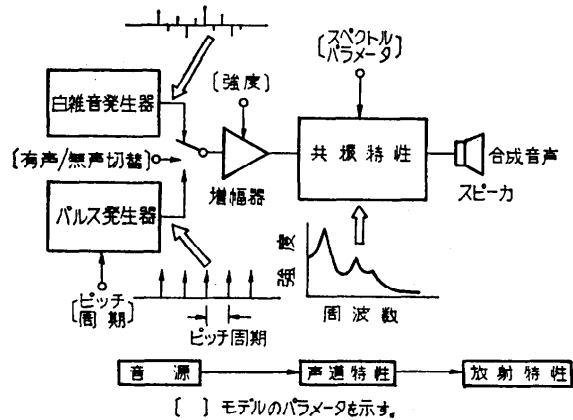 〔スペクトル
パラメータ〕
〔強度〕
白雑音発生器
〔有声/無声切替〕
増幅器
共振特性
合成音声
スピーカ
パルス発生器
〔ピッチ
周期〕
ピッチ周期
強度
周波数
音源
声道特性
放射特性
〔 〕モデルのパラメータを示す。